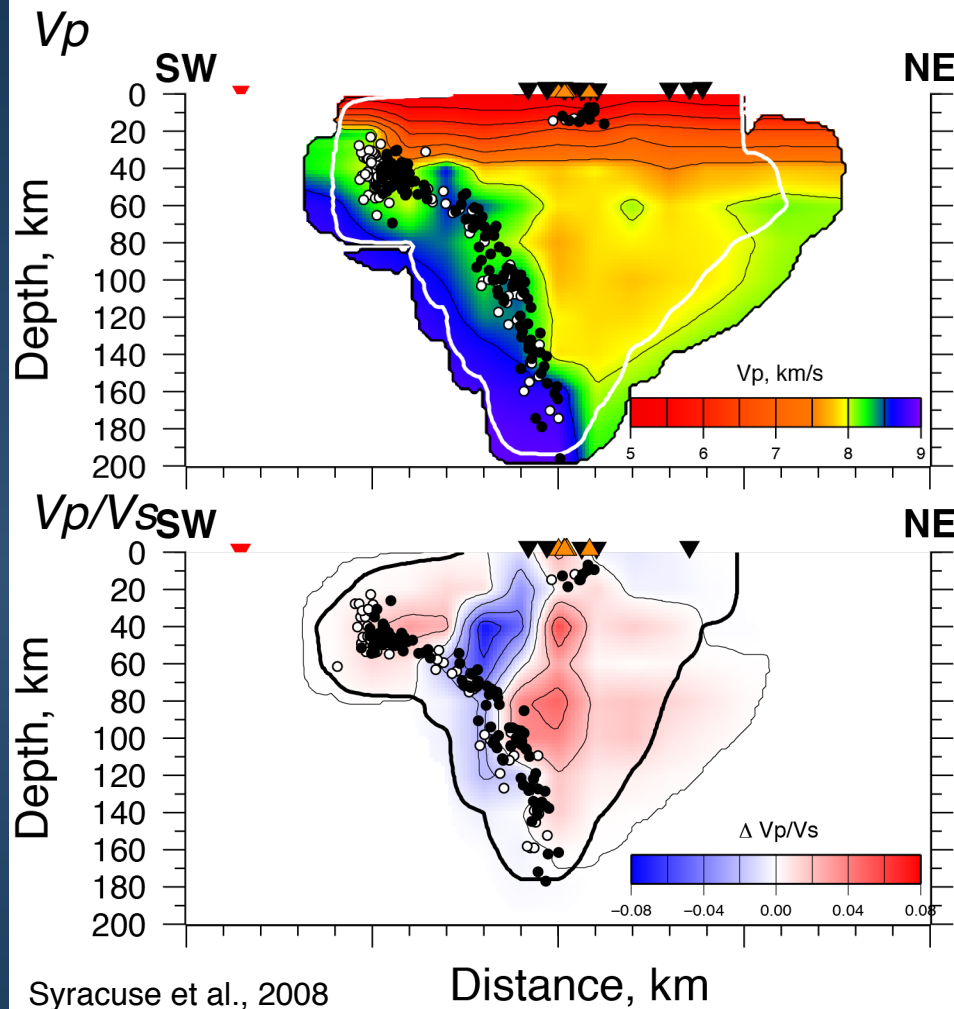 Vp
SW NE
0
20
40
60
80
100
120
140
160
180
200
Depth, km
Vp, km/s
5 6 7 8 9
Vp/Vs
SW NE
0
20
40
60
80
100
120
140
160
180
200
Depth, km
Δ Vp/Vs
−0.08 −0.04 0.00 0.04 0.08
Distance, km
Syracuse et al., 2008